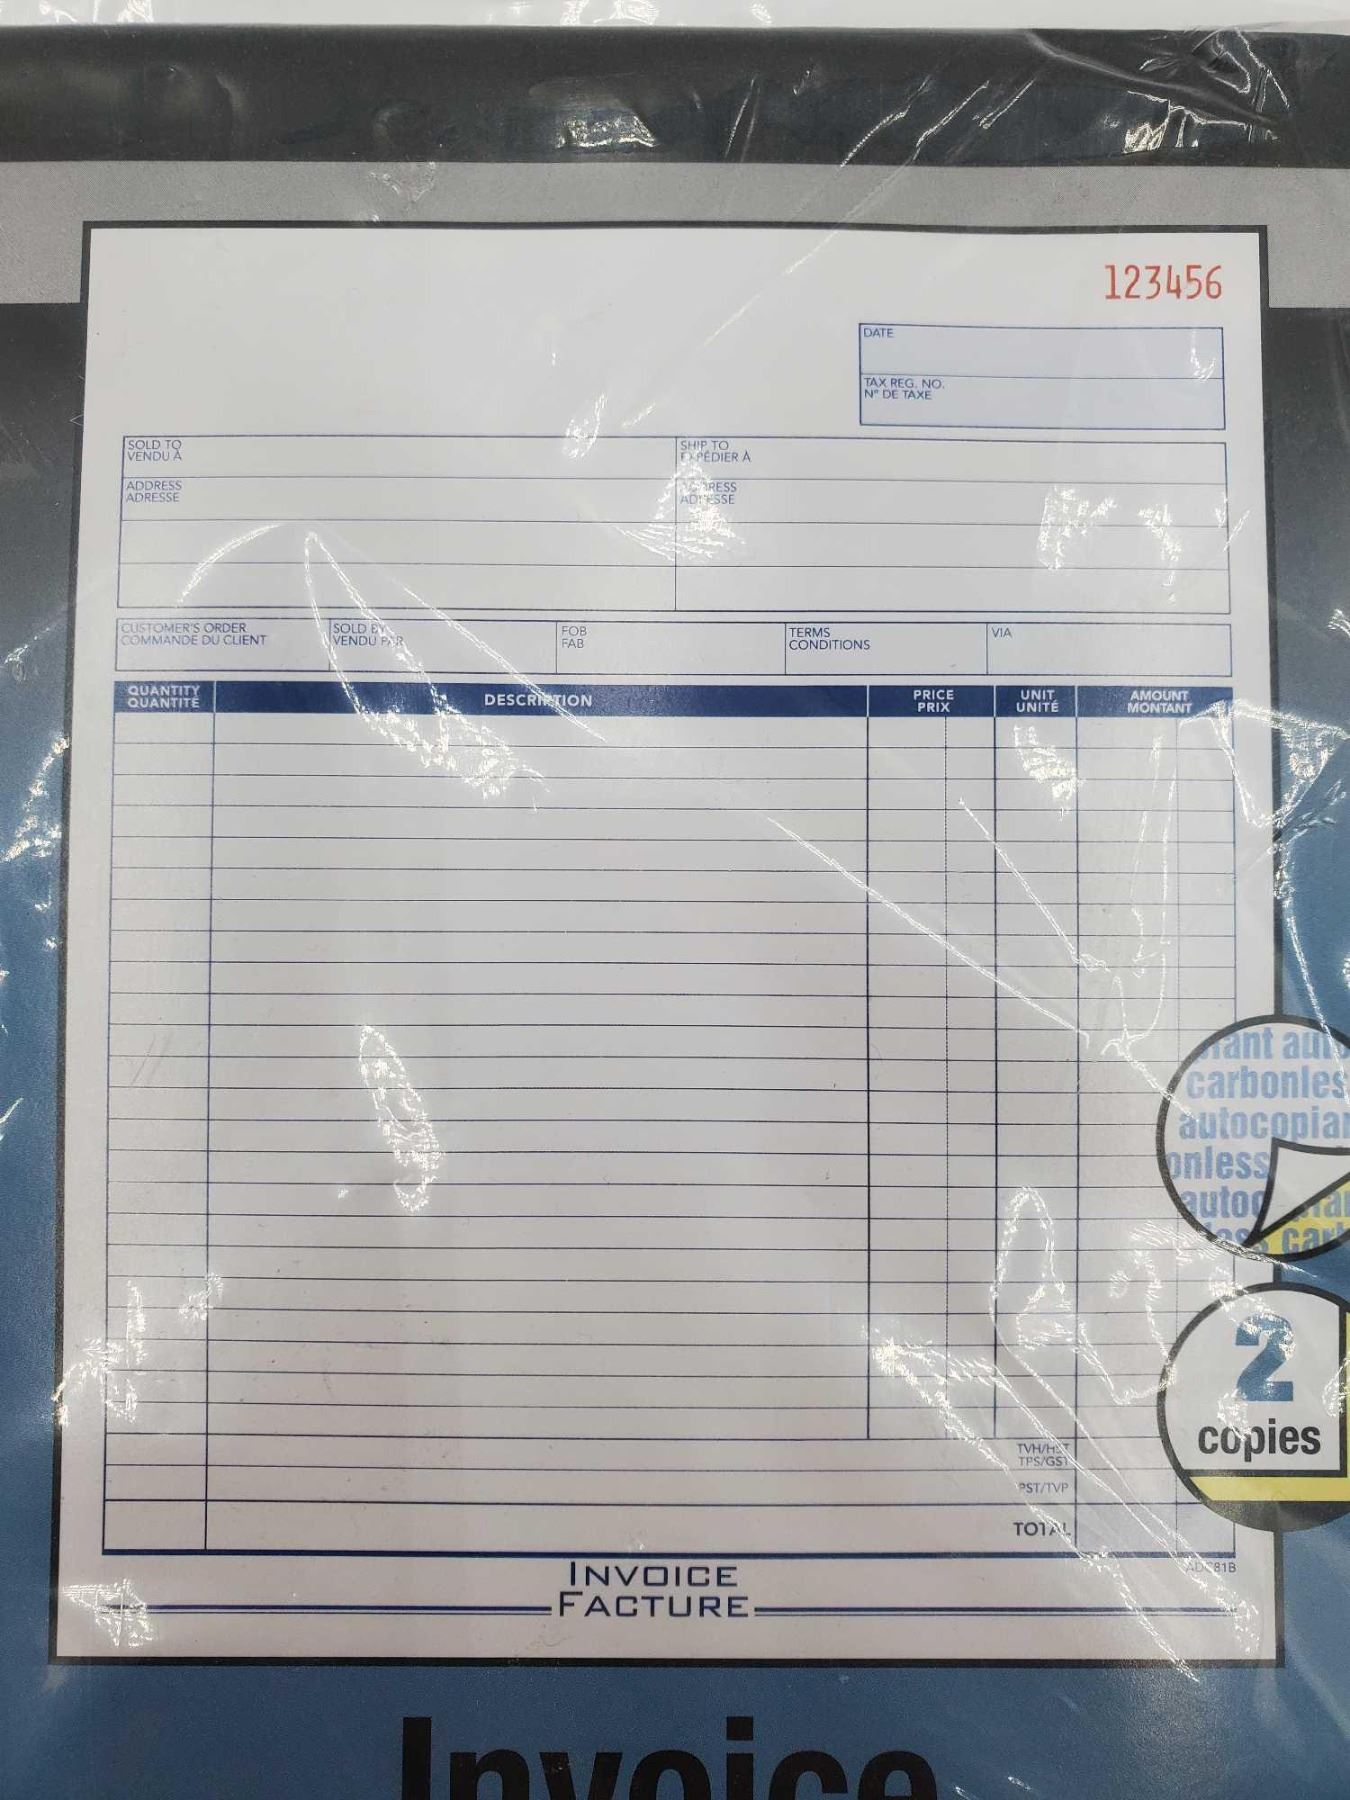 123456
DATE
TAX REG. NO.
Nº DE TAXE
SOLD TO
VENDU À
SHIP TO
EXPÉDIER À
ADDRESS
ADRESSE
ADDRESS
ADRESSE
CUSTOMER'S ORDER
COMMANDE DU CLIENT
SOLD BY
VENDU PAR
FOB
FAB
TERMS
CONDITIONS
VIA
QUANTITY
QUANTITÉ
DESCRIPTION
PRICE
PRIX
UNIT
UNITÉ
AMOUNT
MONTANT
carbonles
autocopian
onless
2
copies
TVH/HST
TPS/GST
PST/TVP
TOTAL
INVOICE
FACTURE
Invoice